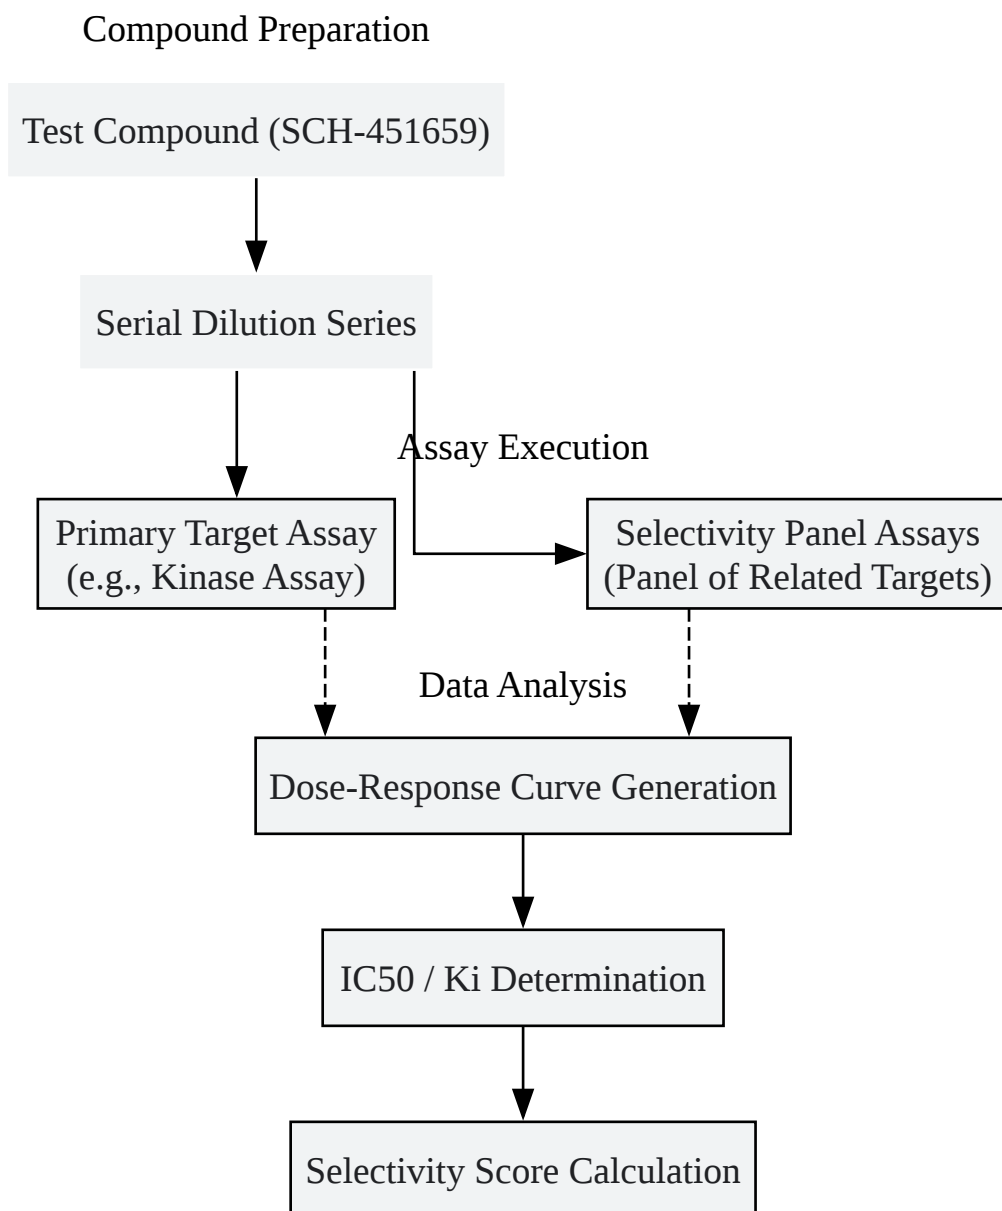 Compound Preparation
Test Compound (SCH-451659)
Serial Dilution Series
Assay Execution
Primary Target Assay
(e.g., Kinase Assay)
Selectivity Panel Assays
(Panel of Related Targets)
Data Analysis
Dose-Response Curve Generation
IC50 / Ki Determination
Selectivity Score Calculation